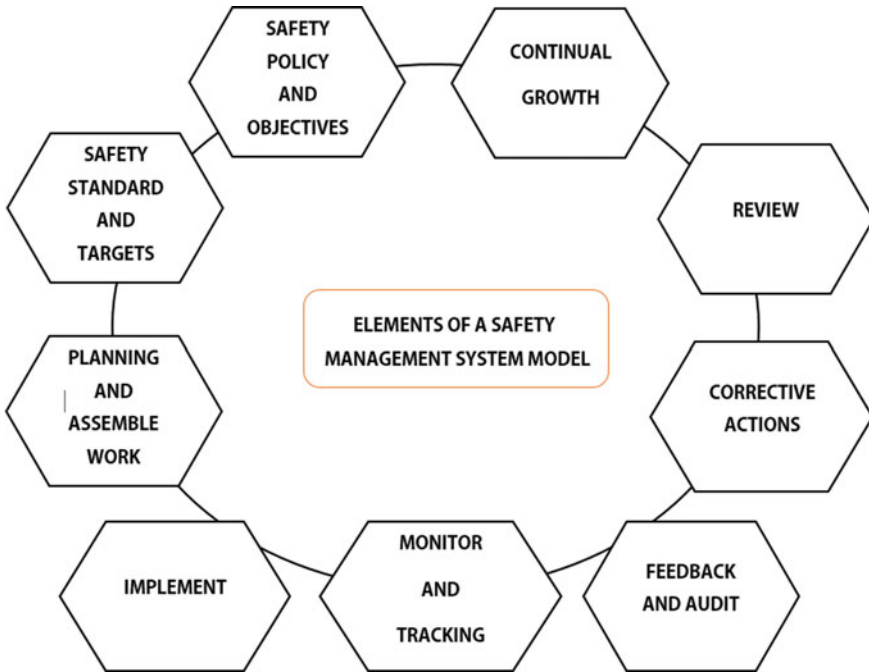 SAFETY
POLICY
AND
OBJECTIVES
CONTINUAL
GROWTH
SAFETY
STANDARD
AND
TARGETS
REVIEW
ELEMENTS OF A SAFETY
MANAGEMENT SYSTEM MODEL
PLANNING
AND
ASSEMBLE
WORK
CORRECTIVE
ACTIONS
IMPLEMENT
MONITOR
AND
TRACKING
FEEDBACK
AND AUDIT